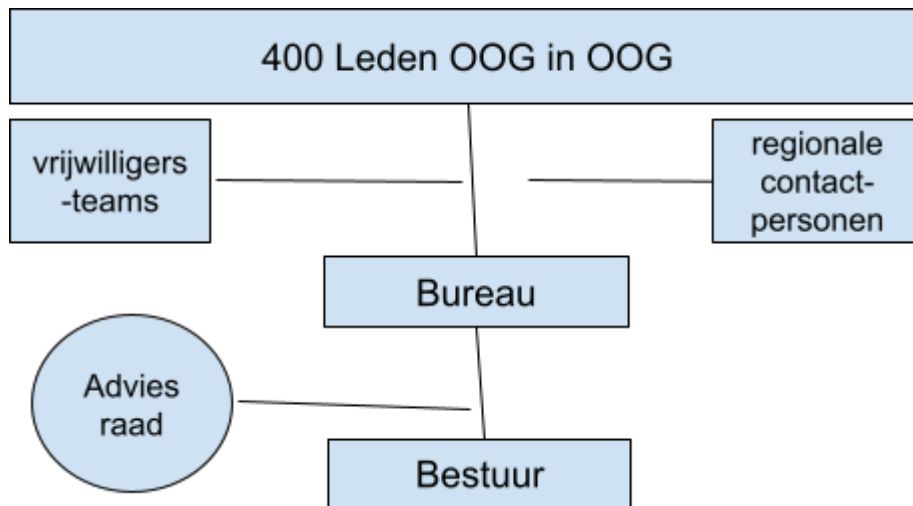 400 Leden OOG in OOG
vrijwilligers
-teams
regionale
contact-
personen
Bureau
Advies
raad
Bestuur